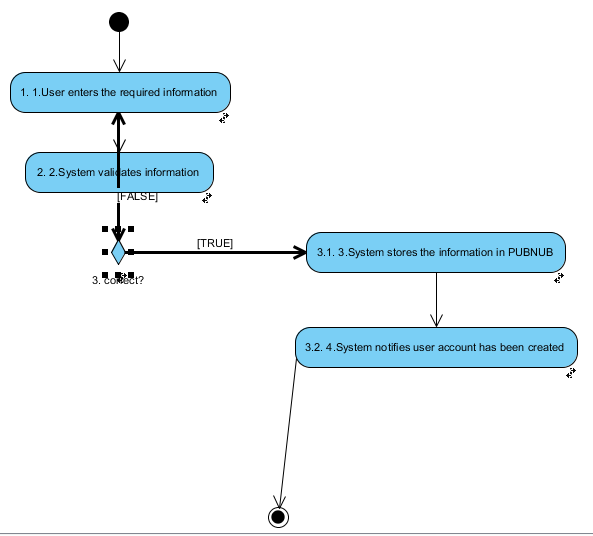 1. 1.User enters the required information
2. 2.System validates information
[FALSE]
[TRUE]
3.1. 3.System stores the information in PUBNUB
3. correct?
3.2. 4.System notifies user account has been created